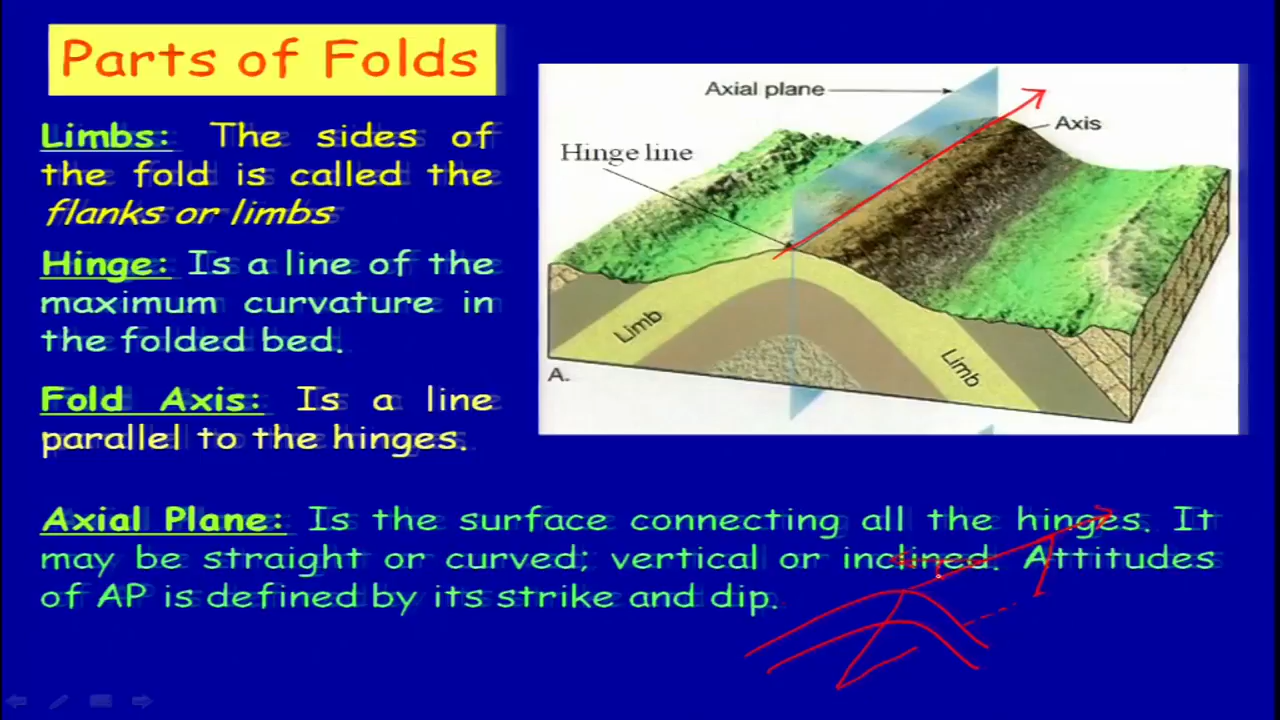 Parts of Folds
Limbs: The sides of
the fold is called the
flanks or limbs
Hinge: Is a line of the
maximum curvature in
the folded bed.
Fold Axis: Is a line
parallel to the hinges.
Axial Plane: Is the surface connecting all the hinges. It
may be straight or curved; vertical or inclined. Attitudes
of AP is defined by its strike and dip.
Axial plane
Axis
Hinge line
Limb
Limb
A.